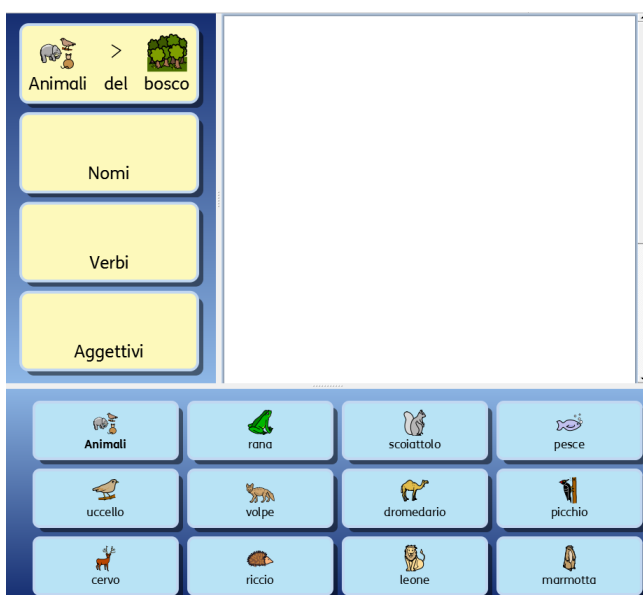 > 
Animali del bosco
Nomi
Verbi
Aggettivi
Animali
rana
scoiattolo
pesce
uccello
volpe
dromedario
picchio
cervo
riccio
leone
marmotta